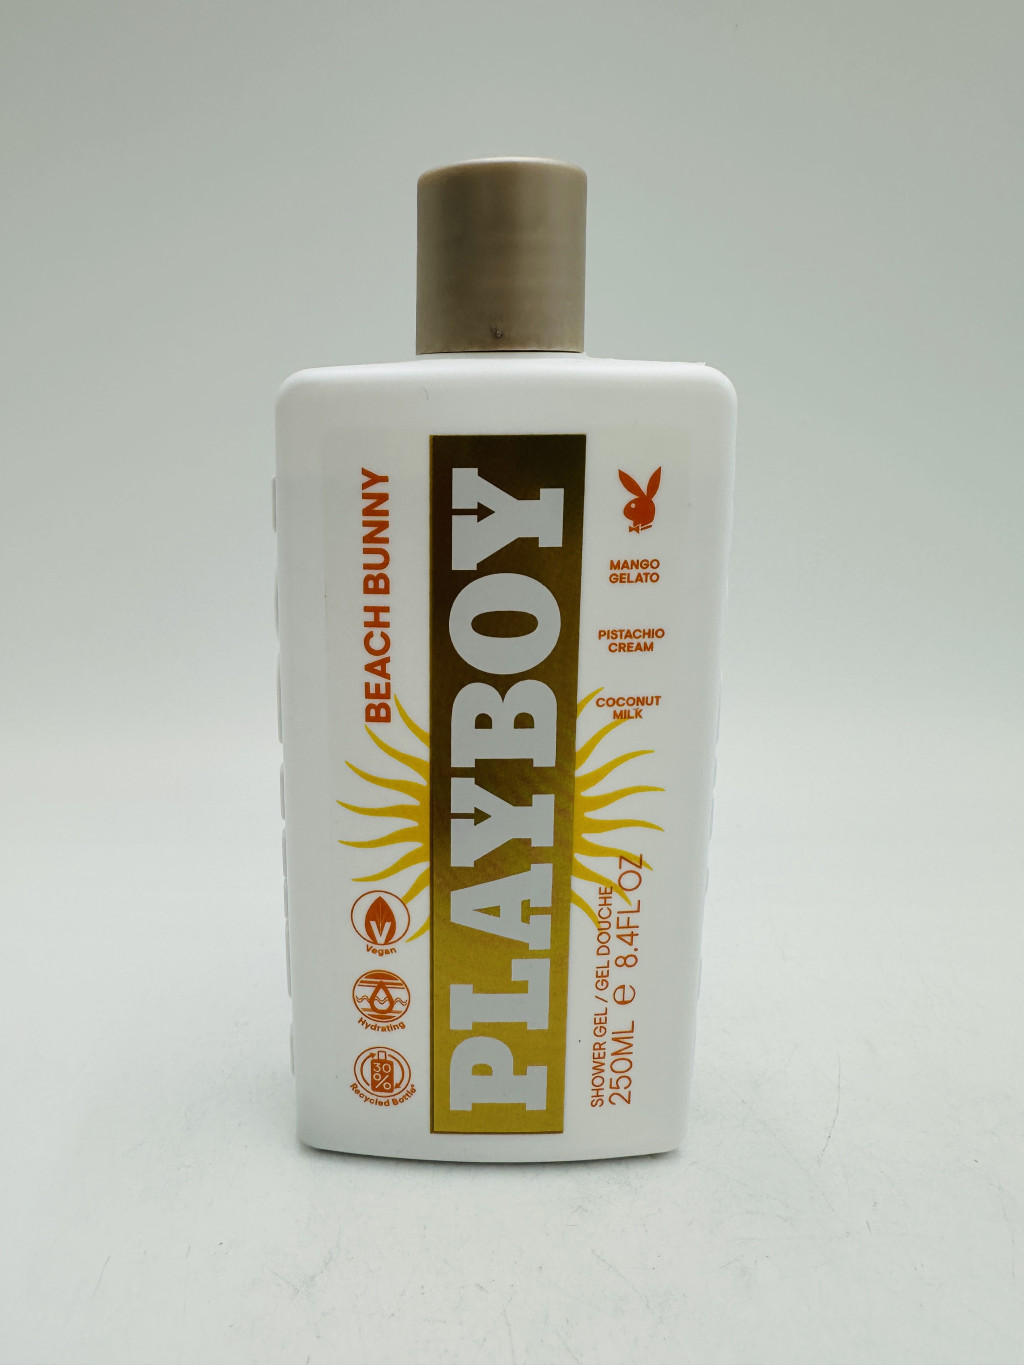 BEACH BUNNY
PLAYBOY
MANGO
GELATO
PISTACHIO
CREAM
COCONUT
MILK
Vegan
Hydrating
30
%
Recycled Bottle*
SHOWER GEL / GEL DOUCHE
250ML e 8.4FL OZ